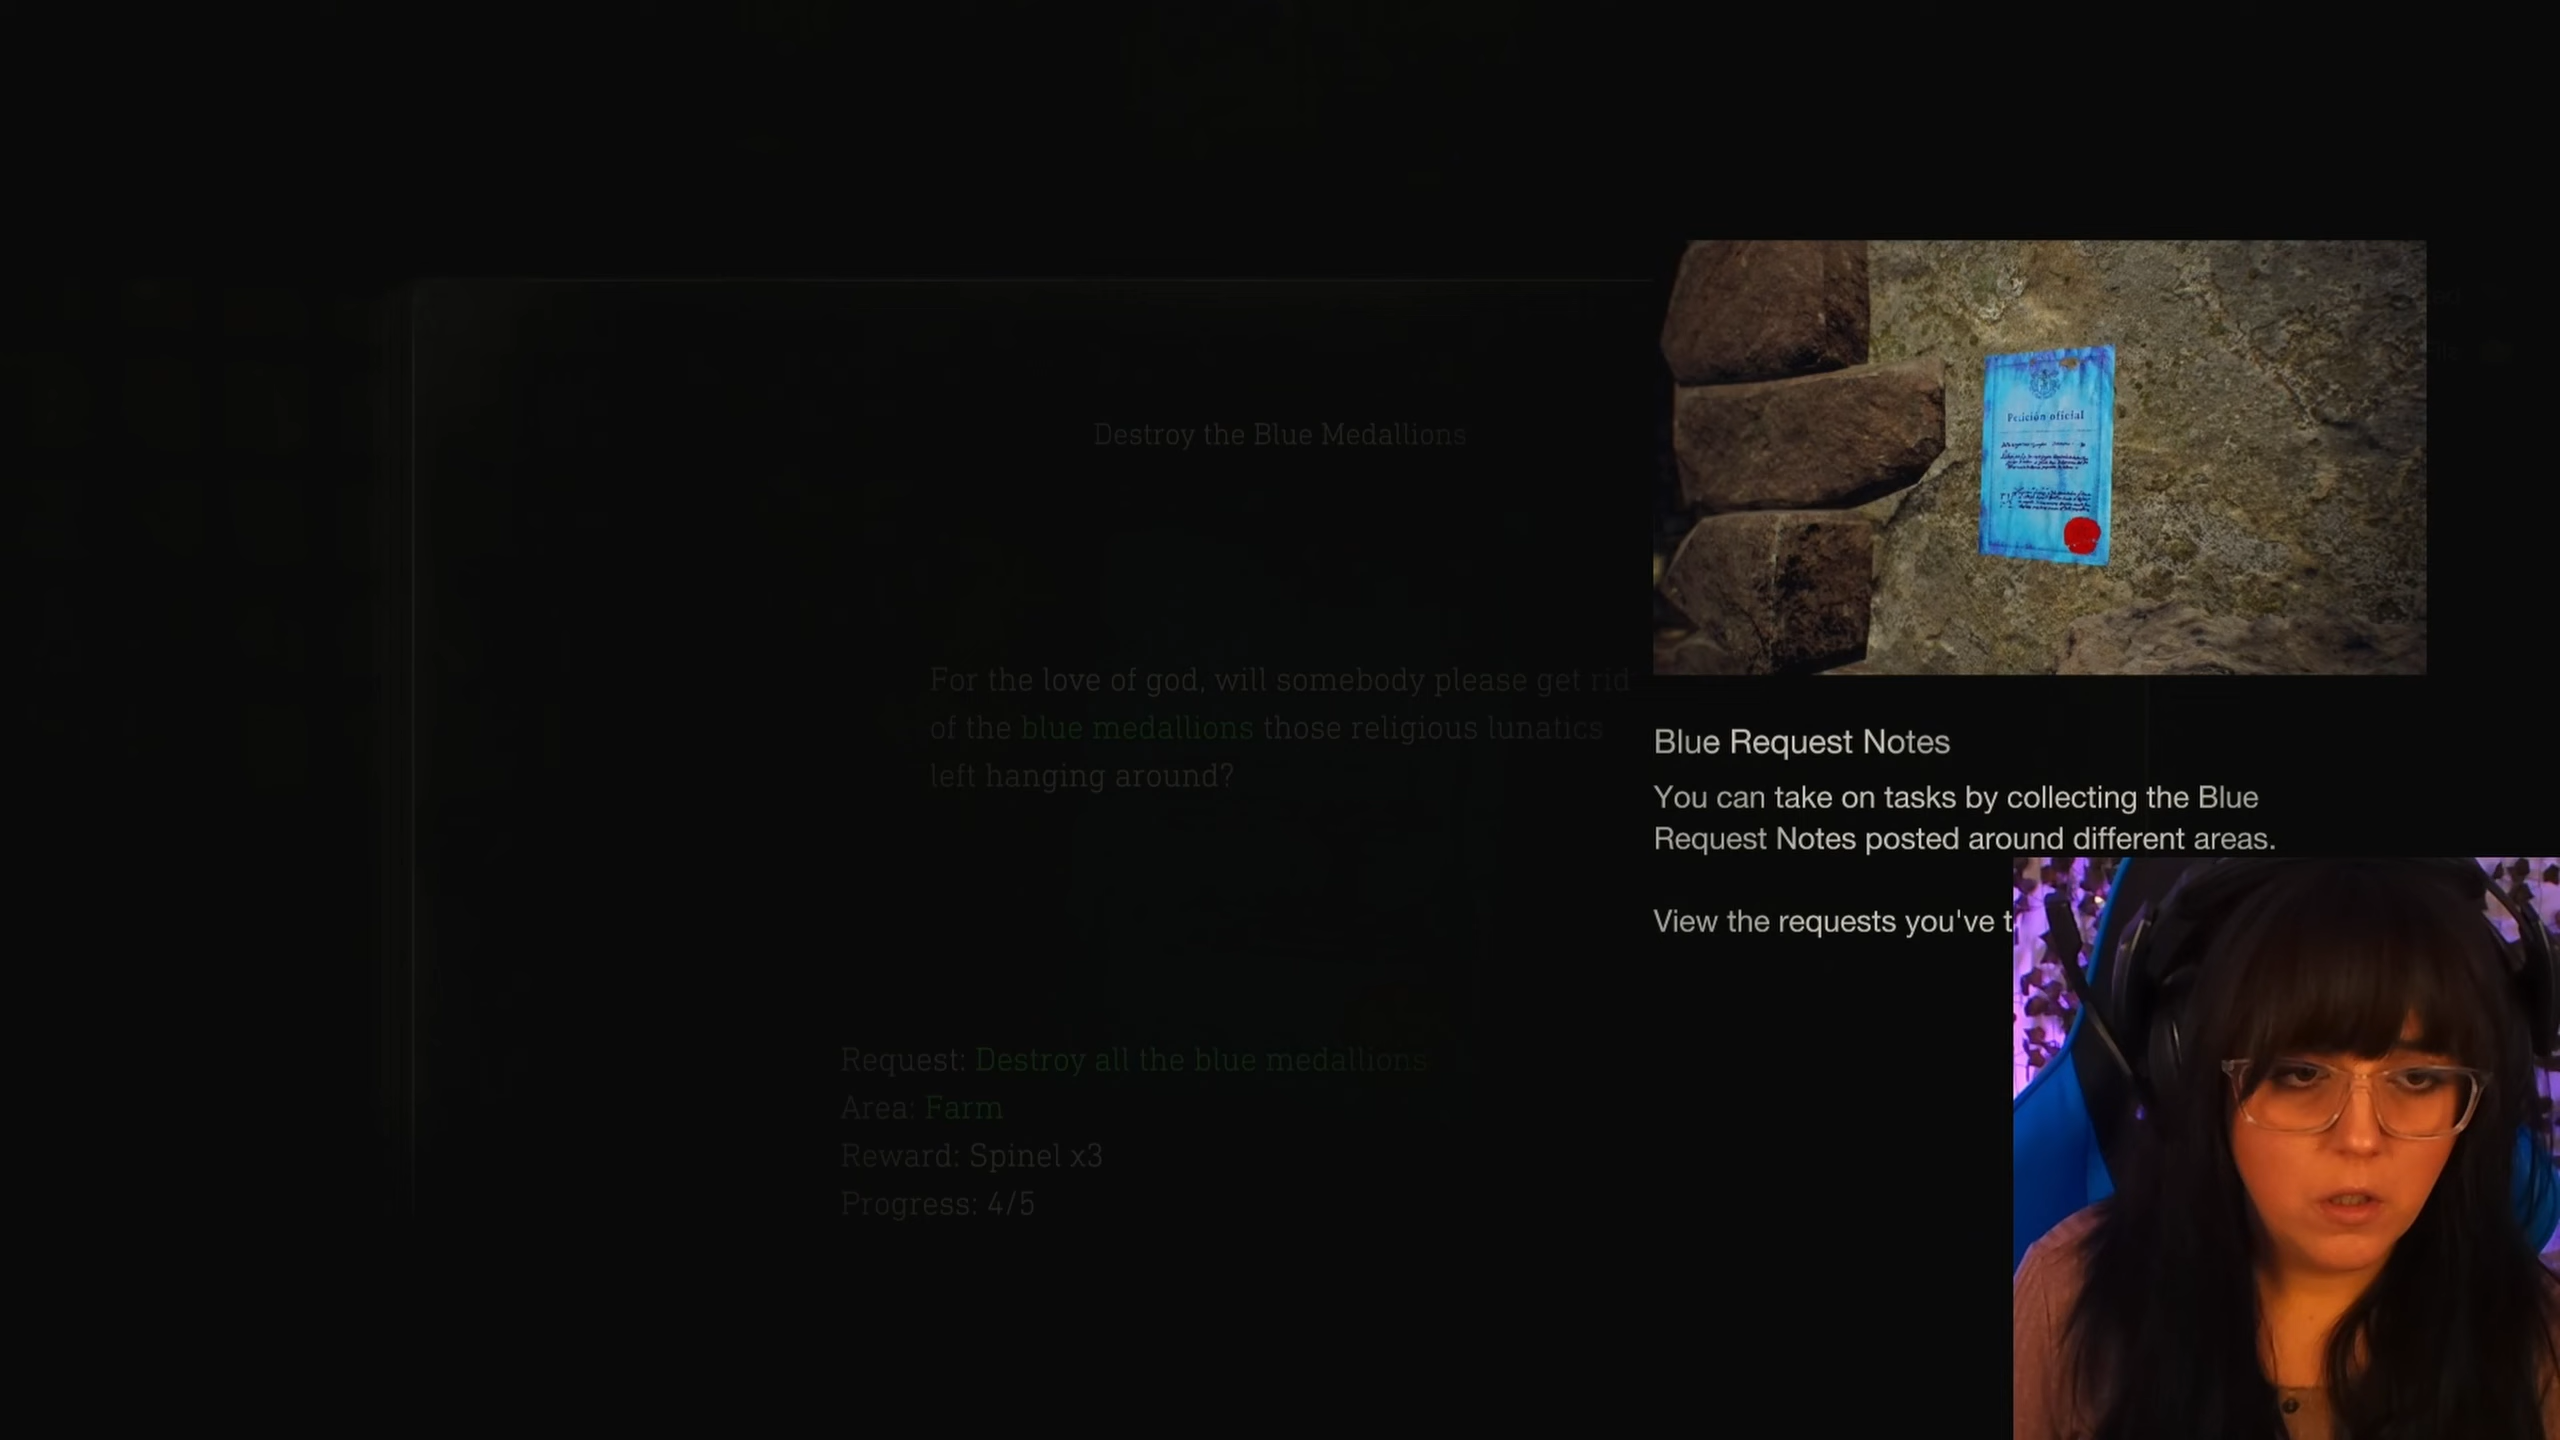 Destroy the Blue Medallions
For the love of god, will somebody please get rid
of the blue medallions those religious lunatics
left hanging around?
Request: Destroy all the blue medallions
Area: Farm
Reward: Spinel x3
Progress: 4/5
Petición oficial
Blue Request Notes
You can take on tasks by collecting the Blue
Request Notes posted around different areas.
View the requests you've t